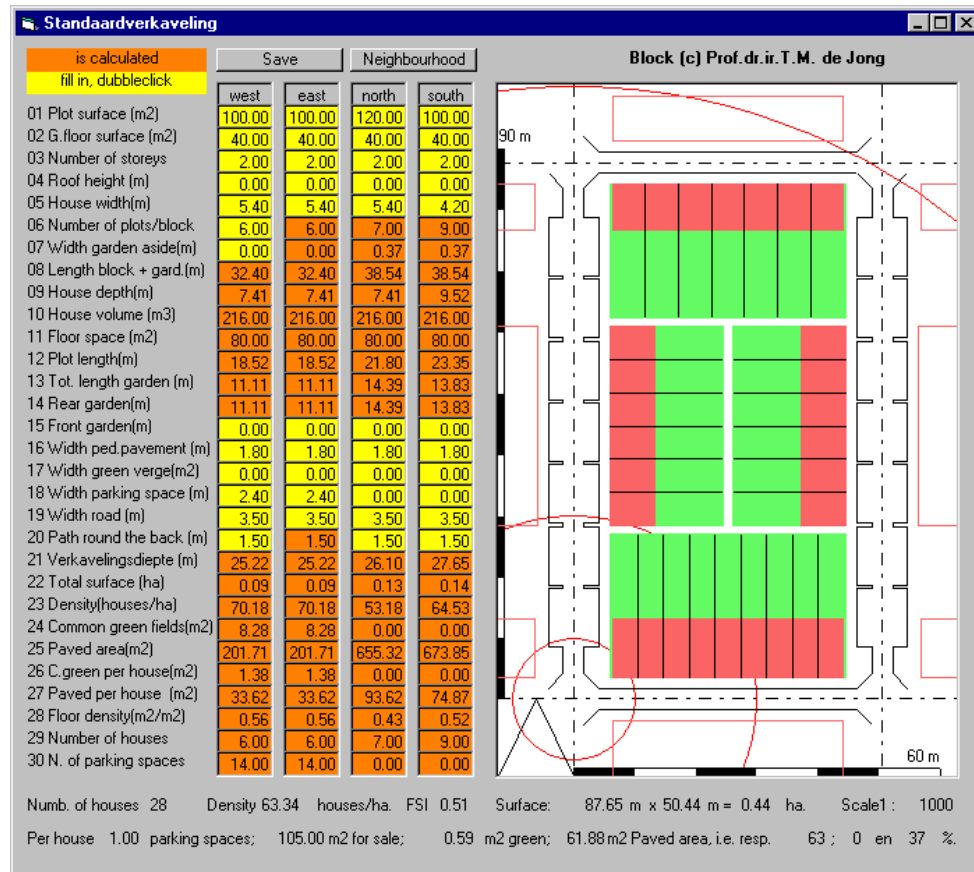 Standaardverkaveling
is calculated Save Neighbourhood Block (c) Prof.dr.ir.T.M. de Jong
fill in, dubbleclick
west east north south
01 Plot surface (m2) 100.00 100.00 120.00 100.00
02 G.floor surface (m2) 40.00 40.00 40.00 40.00
90 m
03 Number of storeys 2.00 2.00 2.00 2.00
04 Roof height (m) 0.00 0.00 0.00 0.00
05 House width(m) 5.40 5.40 5.40 4.20
06 Number of plots/block 6.00 6.00 7.00 9.00
07 Width garden aside(m) 0.00 0.00 0.37 0.37
08 Length block + gard.(m) 32.40 32.40 38.54 38.54
09 House depth(m) 7.41 7.41 7.41 9.52
10 House volume (m3) 216.00 216.00 216.00 216.00
11 Floor space (m2) 80.00 80.00 80.00 80.00
12 Plot length(m) 18.52 18.52 21.80 23.35
13 Tot. length garden (m) 11.11 11.11 14.39 13.83
14 Rear garden(m) 11.11 11.11 14.39 13.83
15 Front garden(m) 0.00 0.00 0.00 0.00
16 Width ped.pavement (m) 1.80 1.80 1.80 1.80
17 Width green verge(m2) 0.00 0.00 0.00 0.00
18 Width parking space (m) 2.40 2.40 0.00 0.00
19 Width road (m) 3.50 3.50 3.50 3.50
20 Path round the back (m) 1.50 1.50 1.50 1.50
21 Verkavelingsdiepte (m) 25.22 25.22 26.10 27.65
22 Total surface (ha) 0.09 0.09 0.13 0.14
23 Density(houses/ha) 70.18 70.18 53.18 64.53
24 Common green fields(m2) 8.28 8.28 0.00 0.00
25 Paved area(m2) 201.71 201.71 655.32 673.85
26 C.green per house(m2) 1.38 1.38 0.00 0.00
27 Paved per house (m2) 33.62 33.62 93.62 74.87
28 Floor density(m2/m2) 0.56 0.56 0.43 0.52
29 Number of houses 6.00 6.00 7.00 9.00
30 N. of parking spaces 14.00 14.00 0.00 0.00
60 m
Numb. of houses 28 Density 63.34 houses/ha. FSI 0.51 Surface: 87.65 m x 50.44 m = 0.44 ha. Scale1 : 1000
Per house 1.00 parking spaces; 105.00 m2 for sale; 0.59 m2 green; 61.88 m2 Paved area, i.e. resp. 63 ; 0 en 37 %.